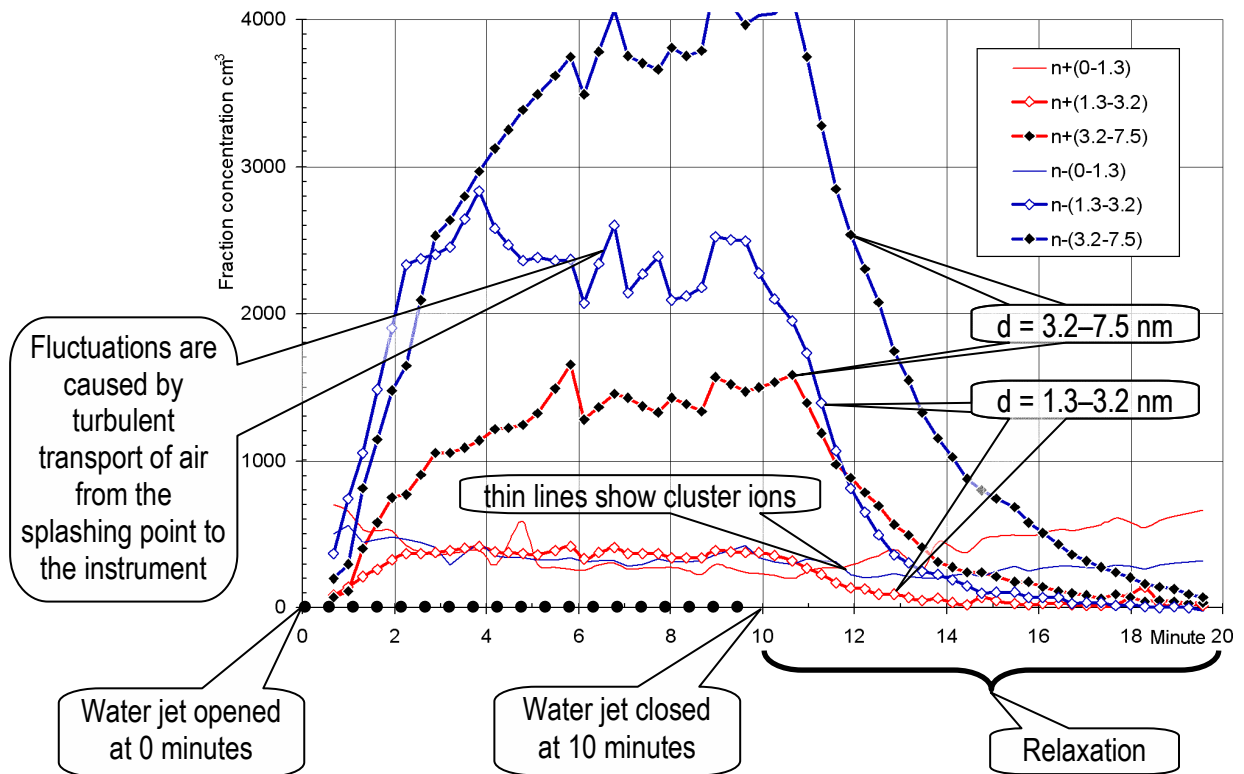 Fraction concentration cm³
4000
3000
2000
1000
0
n+(0-1.3)
n+(1.3-3.2)
n+(3.2-7.5)
n-(0-1.3)
n-(1.3-3.2)
n-(3.2-7.5)
Fluctuations are
caused by
turbulent
transport of air
from the
splashing point to
the instrument
d = 3.2–7.5 nm
d = 1.3–3.2 nm
thin lines show cluster ions
0 2 4 6 8 10 12 14 16 18 Minute 20
Water jet opened
at 0 minutes
Water jet closed
at 10 minutes
Relaxation